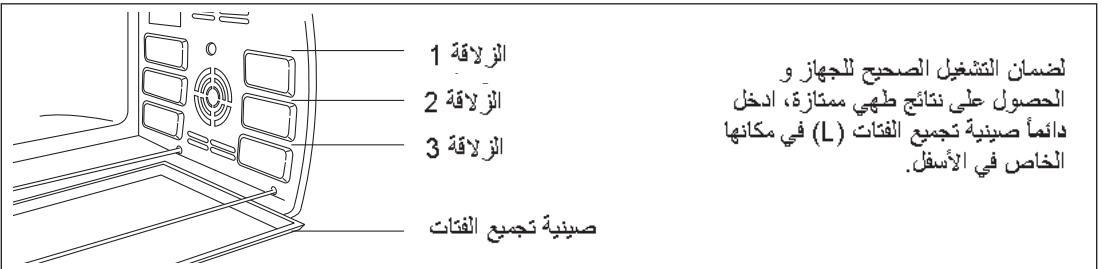 لضمان التشغيل الصحيح للجهاز و
الحصول على نتائج طهي ممتازة، ادخل
دائماً صينية تجميع الفتات (L) في مكانها
الخاص في الأسفل.
الزلاقة 1
الزلاقة 2
الزلاقة 3
صينية تجميع الفتات